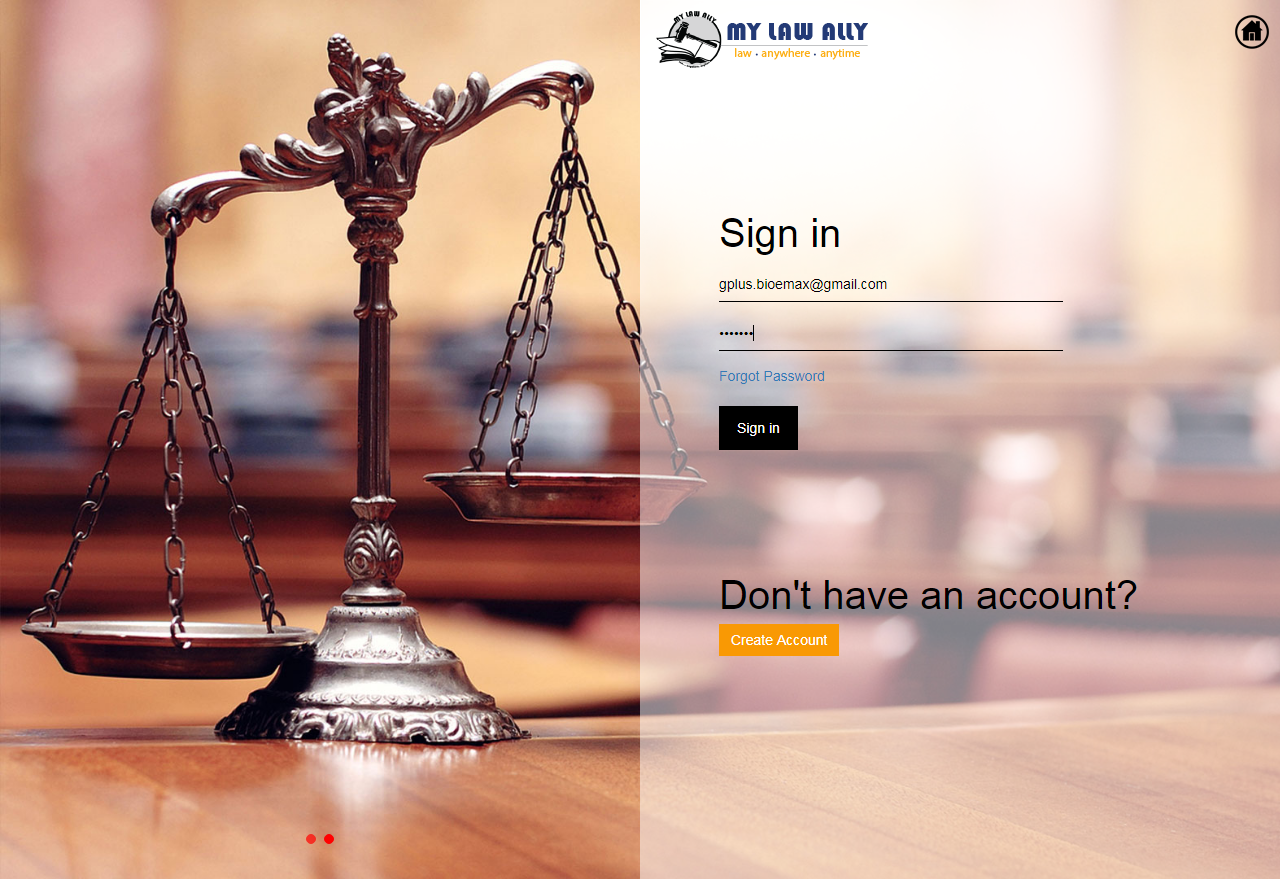 MY LAW ALLY
MY LAW ALLY
law • anywhere • anytime
Sign in
gplus.bioemax@gmail.com
•••••••
Forgot Password
Sign in
Don't have an account?
Create Account